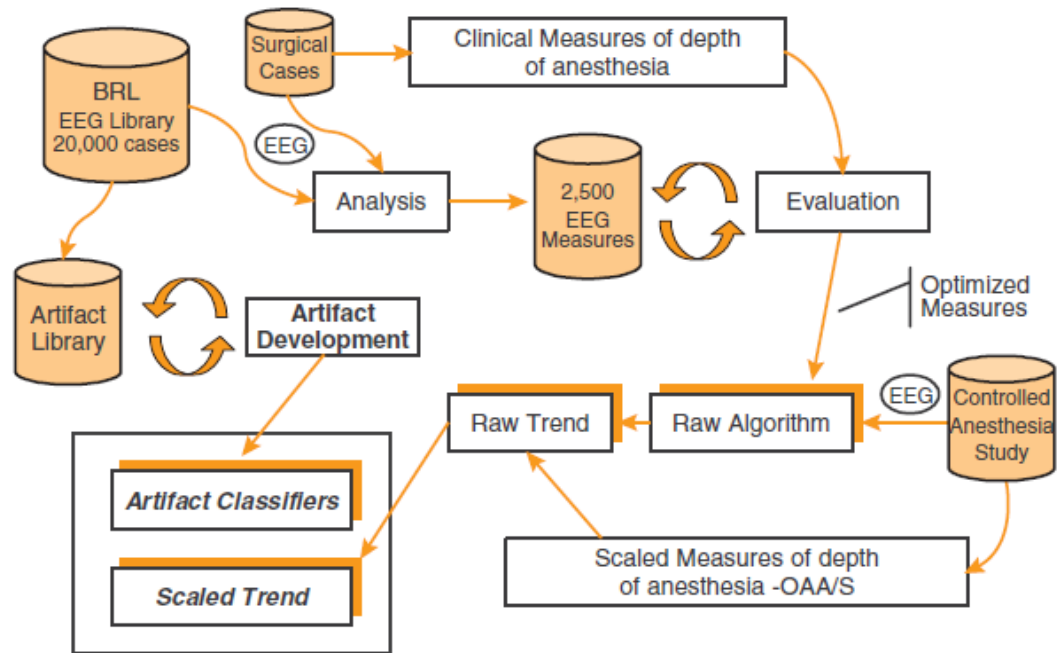 Surgical
Cases
Clinical Measures of depth
of anesthesia
BRL
EEG Library
20,000 cases
EEG
Analysis
2,500
EEG
Measures
Evaluation
Artifact
Library
Artifact
Development
Optimized
Measures
Raw Trend
Raw Algorithm
EEG
Controlled
Anesthesia
Study
Artifact Classifiers
Scaled Trend
Scaled Measures of depth
of anesthesia -OAA/S